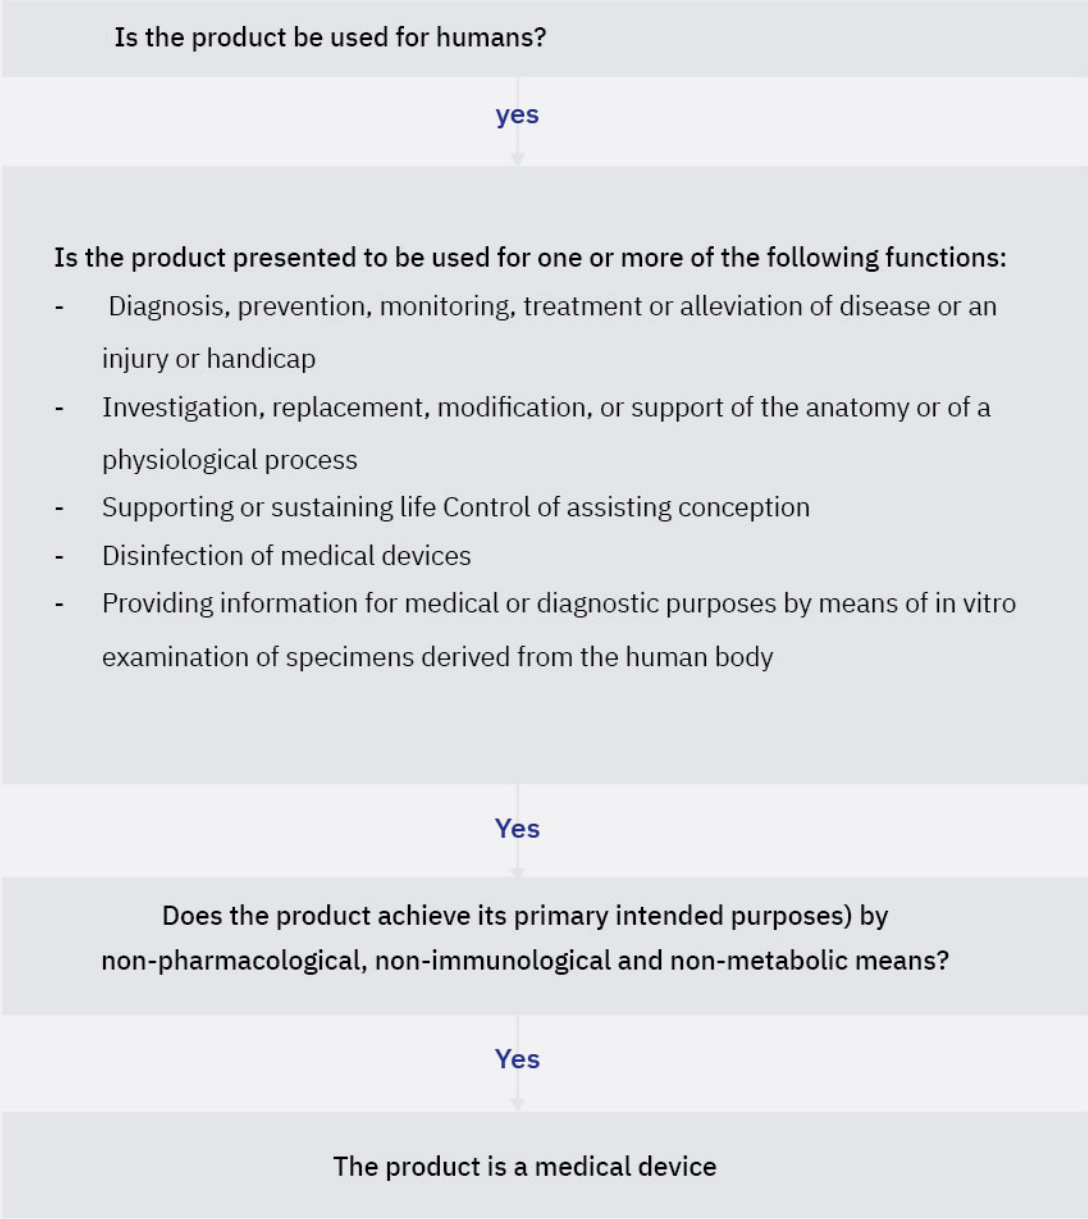 Is the product be used for humans?
yes
Is the product presented to be used for one or more of the following functions:
- Diagnosis, prevention, monitoring, treatment or alleviation of disease or an
injury or handicap
- Investigation, replacement, modification, or support of the anatomy or of a
physiological process
- Supporting or sustaining life Control of assisting conception
- Disinfection of medical devices
- Providing information for medical or diagnostic purposes by means of in vitro
examination of specimens derived from the human body
Yes
Does the product achieve its primary intended purposes) by
non-pharmacological, non-immunological and non-metabolic means?
Yes
The product is a medical device